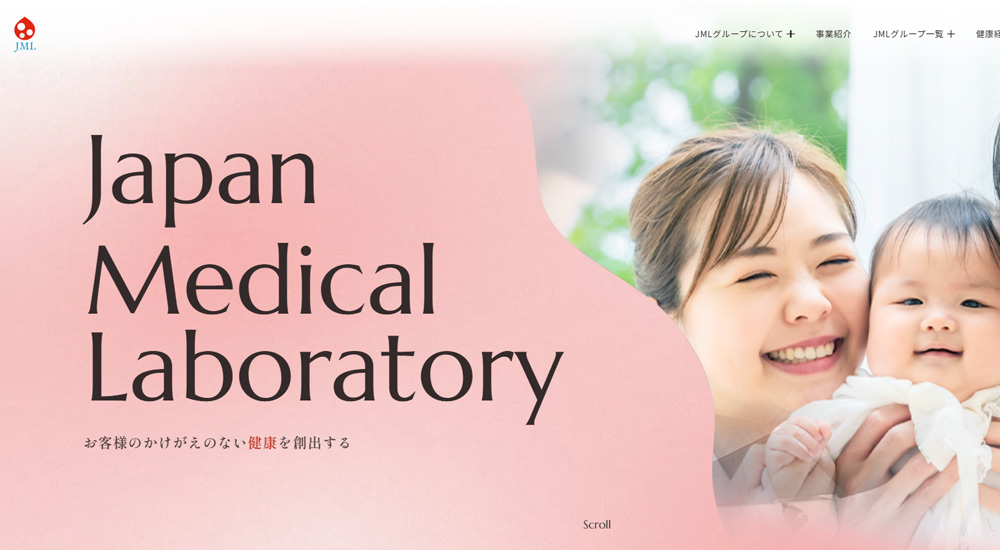 JML
JMLグループについて +
事業紹介
JMLグループ一覧 +
健康経
Japan
Medical
Laboratory
お客様のかけがえのない健康を創出する
Scroll